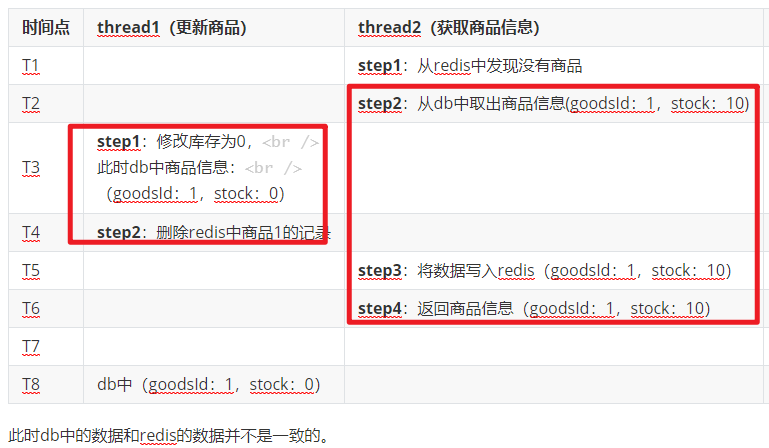 时间点 thread1（更新商品） thread2（获取商品信息）
T1 step1：从redis中发现没有商品
T2 step2：从db中取出商品信息(goodsId：1，stock：10)
step1：修改库存为0，<br />
T3 此时db中商品信息：<br />
（goodsId：1，stock：0）
T4 step2：删除redis中商品1的记录
T5 step3：将数据写入redis（goodsId：1，stock：10）
T6 step4：返回商品信息（goodsId：1，stock：10）
T7
T8 db中（goodsId：1，stock：0）
此时db中的数据和redis的数据并不是一致的。